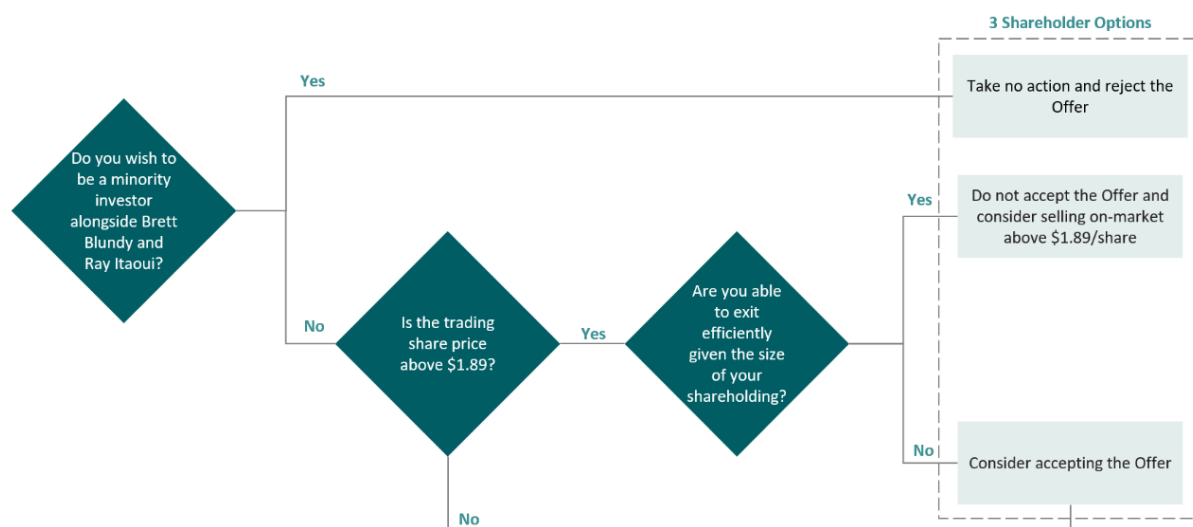 3 Shareholder Options
Yes
Take no action and reject the
Offer
Do you wish to
be a minority
investor
alongside Brett
Blundy and
Ray Itaoui?
Yes
Do not accept the Offer and
consider selling on-market
above $1.89/share
No
Is the trading
share price
above $1.89?
Yes
Are you able
to exit
efficiently
given the size
of your
shareholding?
No
Consider accepting the Offer
No